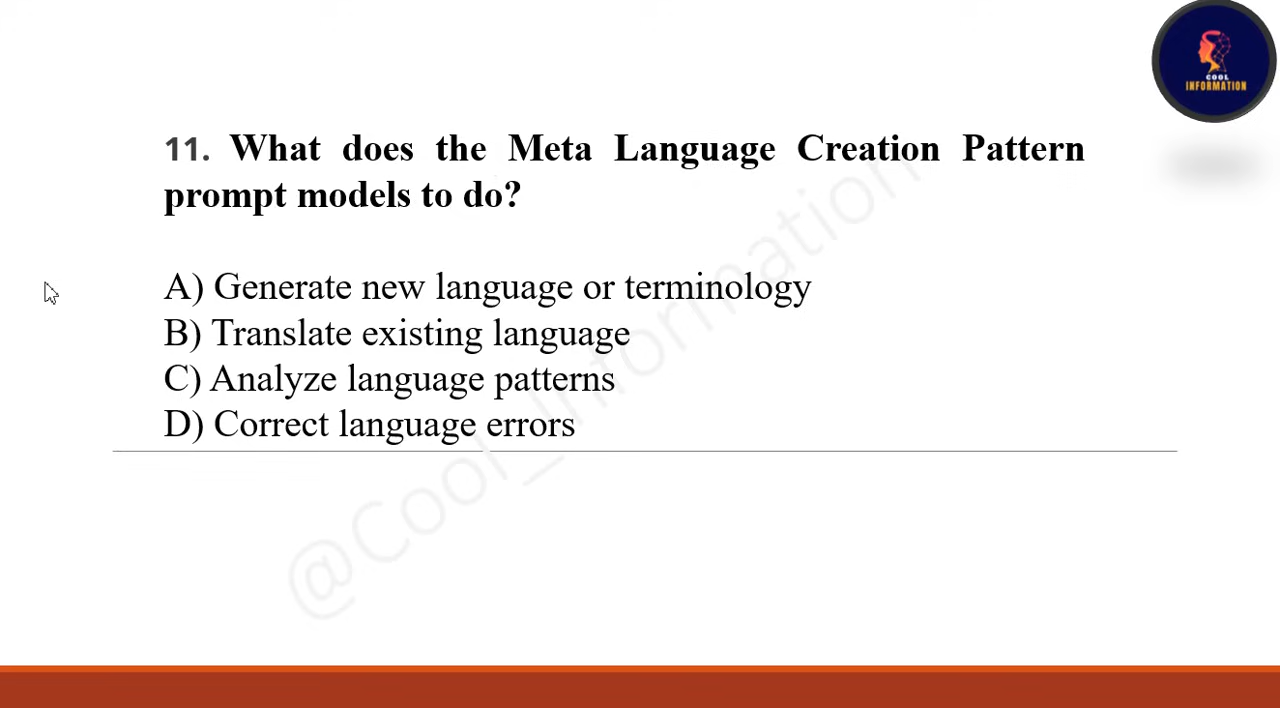 COOL
INFORMATION
11. What does the Meta Language Creation Pattern
prompt models to do?
A) Generate new language or terminology
B) Translate existing language
C) Analyze language patterns
D) Correct language errors
@Cool_Information